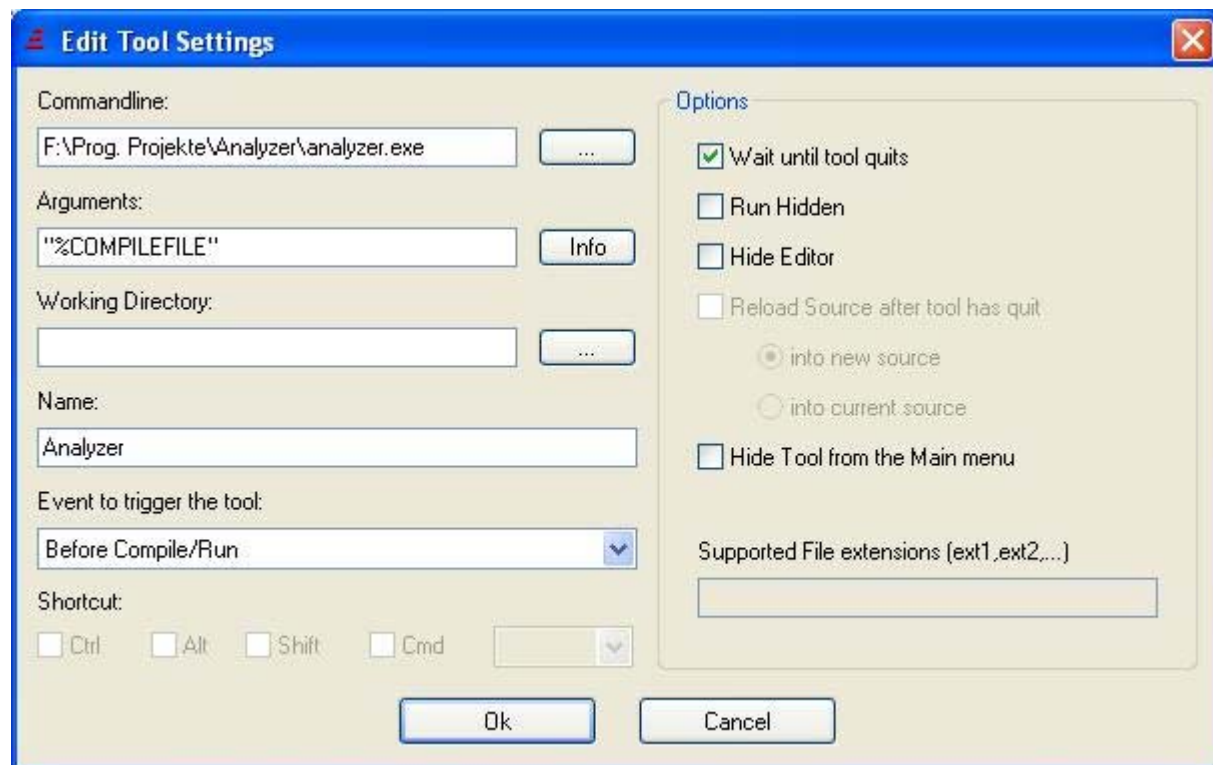 Edit Tool Settings
Commandline:
F:\Prog. Projekte\Analyzer\analyzer.exe
...
Arguments:
"%COMPILEFILE"
Info
Working Directory:
...
Name:
Analyzer
Event to trigger the tool:
Before Compile/Run
Shortcut:
Ctrl Alt Shift Cmd
Options
Wait until tool quits
Run Hidden
Hide Editor
Reload Source after tool has quit
into new source
into current source
Hide Tool from the Main menu
Supported File extensions (ext1,ext2,...)
Ok
Cancel